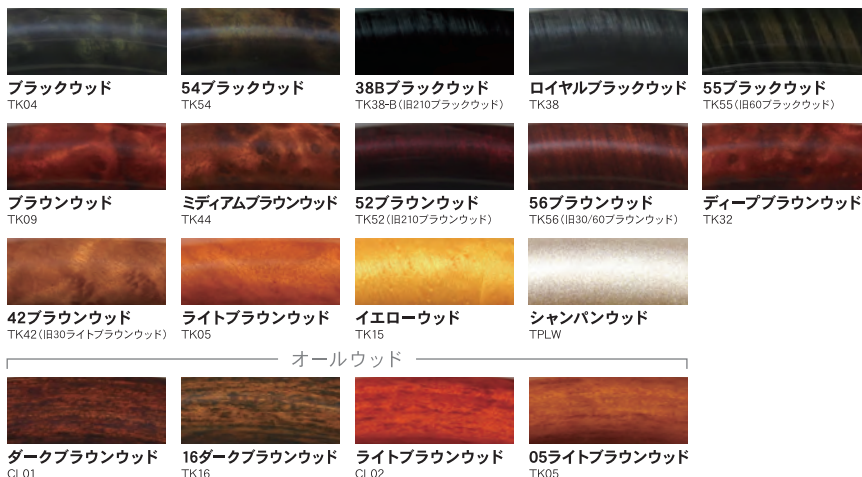 ブラックウッド
TK04
54ブラックウッド
TK54
38Bブラックウッド
TK38-B(旧210ブラックウッド)
ロイヤルブラックウッド
TK38
55ブラックウッド
TK55(旧60ブラックウッド)
ブラウンウッド
TK09
ミディアムブラウンウッド
TK44
52ブラウンウッド
TK52(旧210ブラウンウッド)
56ブラウンウッド
TK56(旧30/60ブラウンウッド)
ディープブラウンウッド
TK32
42ブラウンウッド
TK42(旧30ライトブラウンウッド)
ライトブラウンウッド
TK05
イエローウッド
TK15
シャンパンウッド
TPLW
オールウッド
ダークブラウンウッド
CL01
16ダークブラウンウッド
TK16
ライトブラウンウッド
CL02
05ライトブラウンウッド
TK05